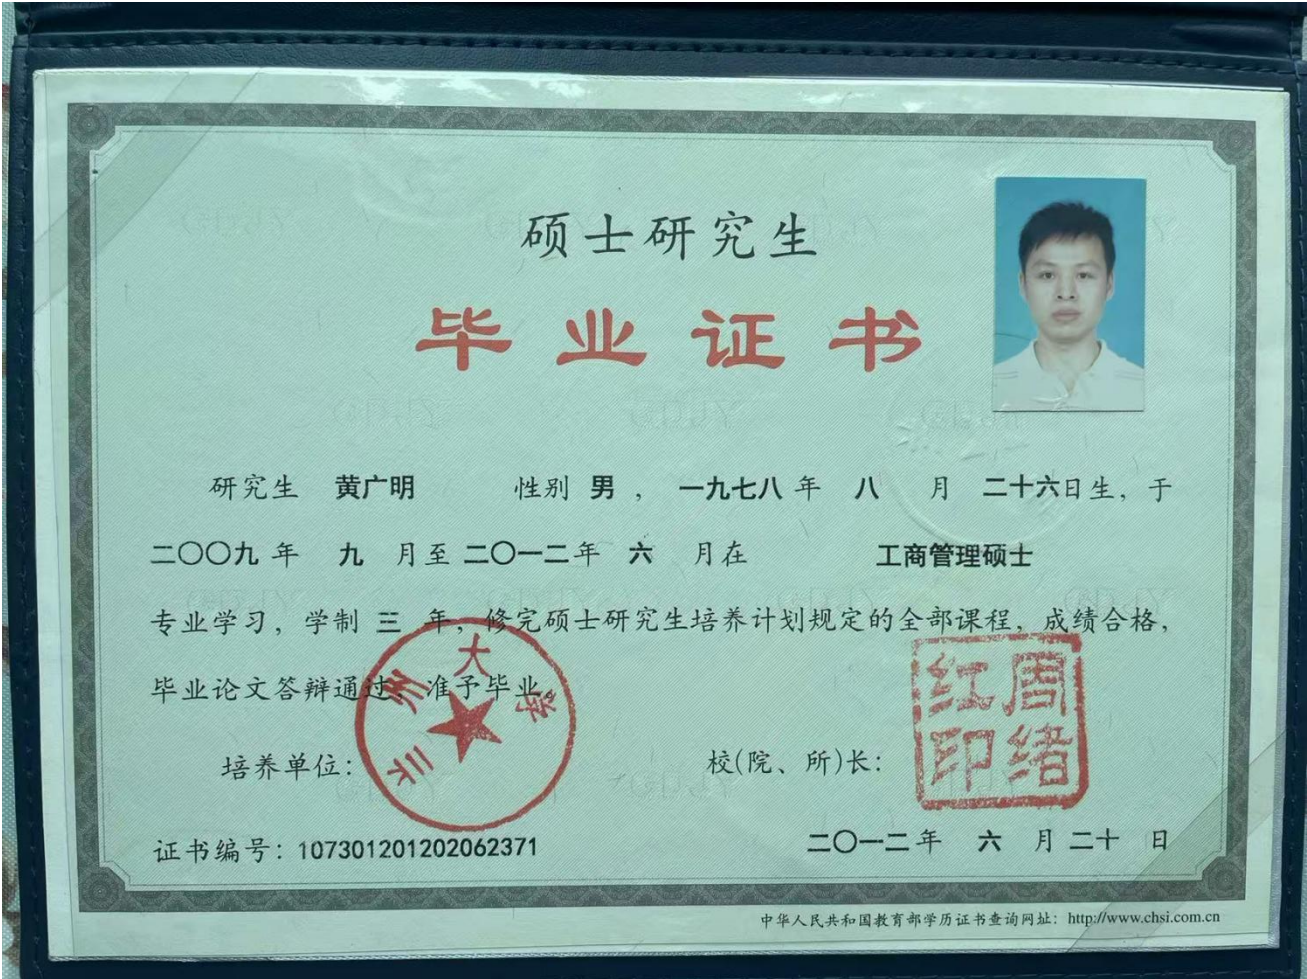 硕士研究生
毕业证书
研究生 黄广明 性别 男 ， 一九七八 年 八 月 二十六日生，于
二〇〇九 年 九 月至 二〇一二年 六 月在 工商管理硕士
专业学习，学制 三 年，修完硕士研究生培养计划规定的全部课程，成绩合格，
毕业论文答辩通过，准予毕业。
兰州大学
周绪红印
培养单位： 校(院、所)长：
证书编号：107301201202062371 二〇一二年 六 月 二十 日
中华人民共和国教育部学历证书查询网址：http://www.chsi.com.cn